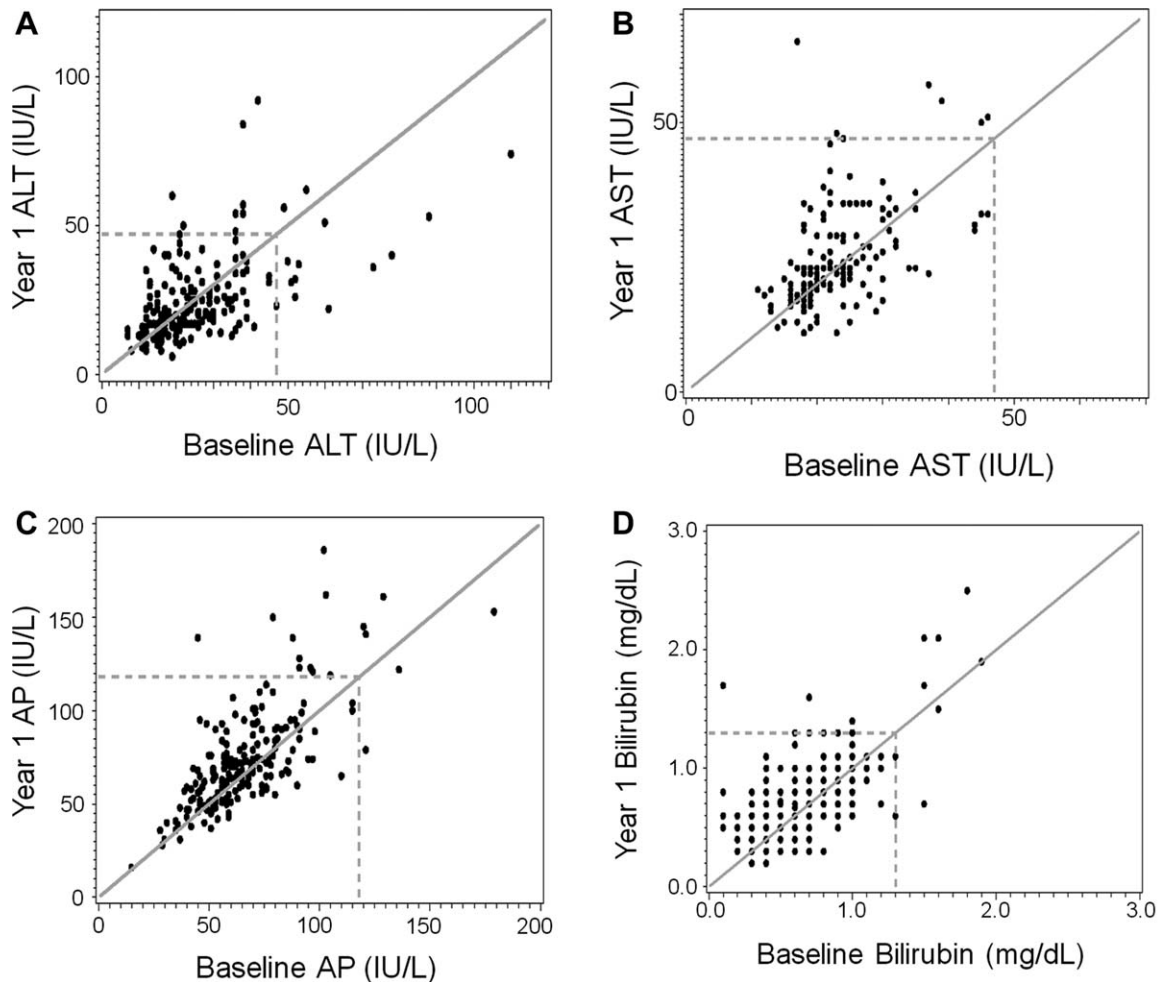 A
Year 1 ALT (IU/L)
100
50
0
0 50 100
Baseline ALT (IU/L)
B
Year 1 AST (IU/L)
50
0
0 50
Baseline AST (IU/L)
C
Year 1 AP (IU/L)
200
150
100
50
0
0 50 100 150 200
Baseline AP (IU/L)
D
Year 1 Bilirubin (mg/dL)
3.0
2.0
1.0
0.0
0.0 1.0 2.0 3.0
Baseline Bilirubin (mg/dL)